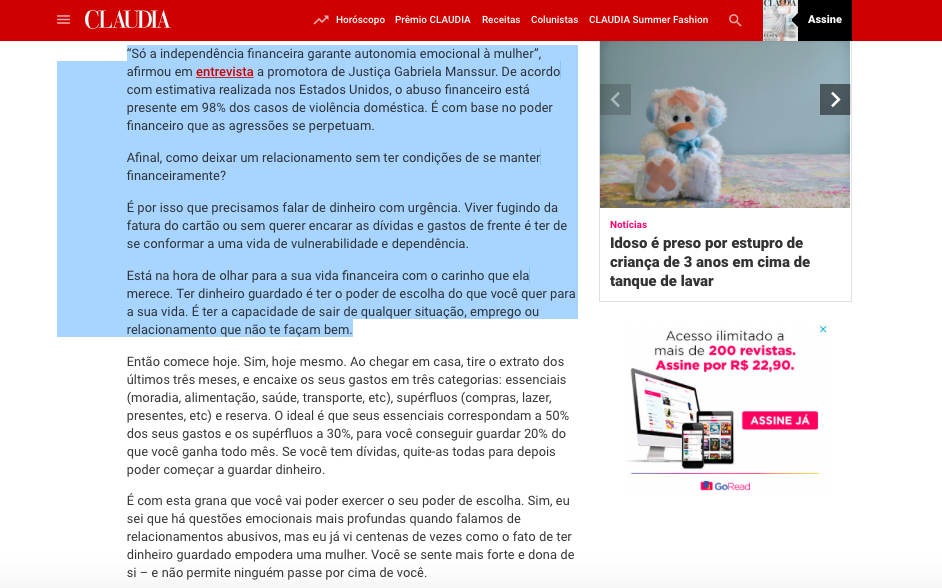 CLAUDIA
Horóscopo Prêmio CLAUDIA Receitas Colunistas CLAUDIA Summer Fashion
CLAUDIA
Assine
“Só a independência financeira garante autonomia emocional à mulher”,
afirmou em entrevista a promotora de Justiça Gabriela Manssur. De acordo
com estimativa realizada nos Estados Unidos, o abuso financeiro está
presente em 98% dos casos de violência doméstica. É com base no poder
financeiro que as agressões se perpetuam.
Afinal, como deixar um relacionamento sem ter condições de se manter
financeiramente?
É por isso que precisamos falar de dinheiro com urgência. Viver fugindo da
fatura do cartão ou sem querer encarar as dívidas e gastos de frente é ter de
se conformar a uma vida de vulnerabilidade e dependência.
Está na hora de olhar para a sua vida financeira com o carinho que ela
merece. Ter dinheiro guardado é ter o poder de escolha do que você quer para
a sua vida. É ter a capacidade de sair de qualquer situação, emprego ou
relacionamento que não te façam bem.
Então comece hoje. Sim, hoje mesmo. Ao chegar em casa, tire o extrato dos
últimos três meses, e encaixe os seus gastos em três categorias: essenciais
(moradia, alimentação, saúde, transporte, etc), supérfluos (compras, lazer,
presentes, etc) e reserva. O ideal é que seus essenciais correspondam a 50%
dos seus gastos e os supérfluos a 30%, para você conseguir guardar 20% do
que você ganha todo mês. Se você tem dívidas, quite-as todas para depois
poder começar a guardar dinheiro.
É com esta grana que você vai poder exercer o seu poder de escolha. Sim, eu
sei que há questões emocionais mais profundas quando falamos de
relacionamentos abusivos, mas eu já vi centenas de vezes como o fato de ter
dinheiro guardado empodera uma mulher. Você se sente mais forte e dona de
si – e não permite ninguém passe por cima de você.
Notícias
Idoso é preso por estupro de
criança de 3 anos em cima de
tanque de lavar
Acesso ilimitado a
mais de 200 revistas.
Assine por R$ 22,90.
ASSINE JÁ
GoRead